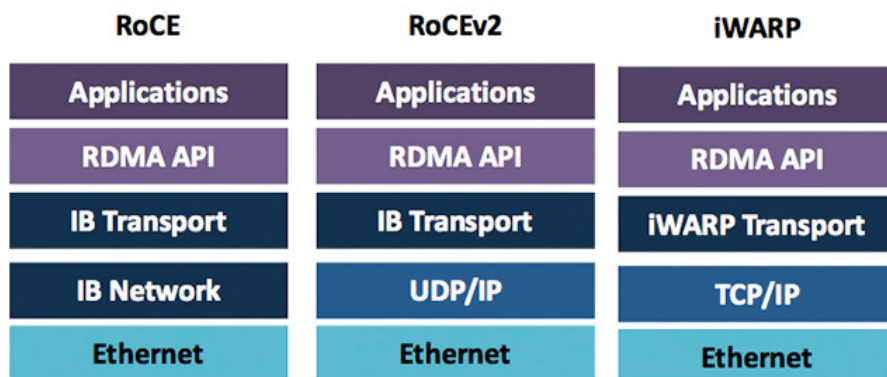 RoCE
Applications
RDMA API
IB Transport
IB Network
Ethernet
RoCEv2
Applications
RDMA API
IB Transport
UDP/IP
Ethernet
iWARP
Applications
RDMA API
iWARP Transport
TCP/IP
Ethernet